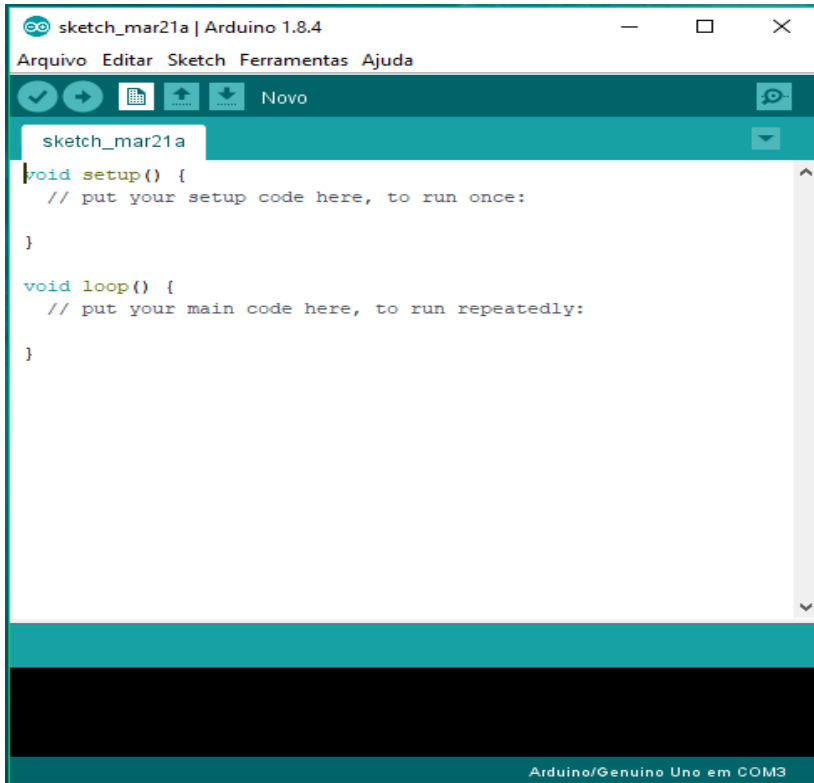 sketch_mar21a | Arduino 1.8.4
Arquivo Editar Sketch Ferramentas Ajuda
Novo
sketch_mar21a
void setup() {
  // put your setup code here, to run once:
}
void loop() {
  // put your main code here, to run repeatedly:
}
Arduino/Genuino Uno em COM3